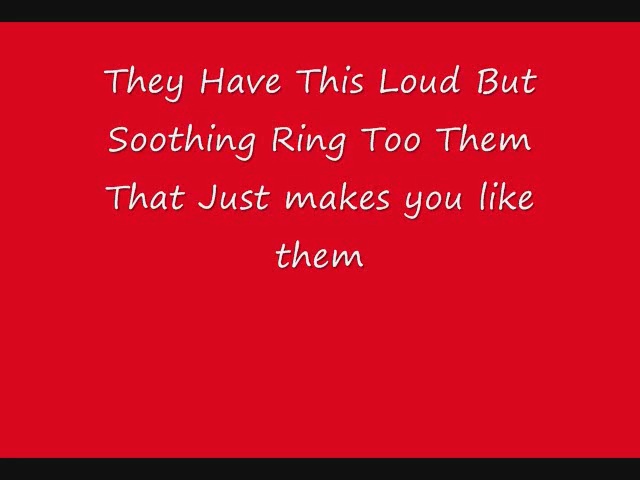 They Have This Loud But
Soothing Ring Too Them
That Just makes you like
them